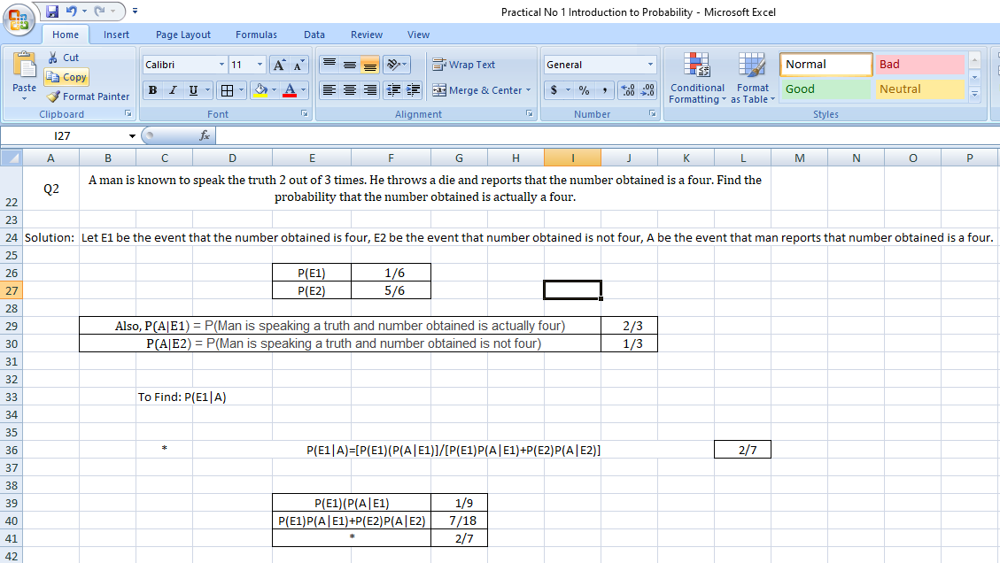 Practical No 1 Introduction to Probability - Microsoft Excel
Home Insert Page Layout Formulas Data Review View
Paste
Cut
Copy
Format Painter
Clipboard
Calibri 11 A A
B I U A
Font
Wrap Text
Merge & Center
Alignment
General
$ % , .00 .0
Number
Conditional Formatting
Format as Table
Normal Bad
Good Neutral
Styles
I27 fx
A B C D E F G H I J K L M N O P
22 Q2 A man is known to speak the truth 2 out of 3 times. He throws a die and reports that the number obtained is a four. Find the
probability that the number obtained is actually a four.
23
24 Solution: Let E1 be the event that the number obtained is four, E2 be the event that number obtained is not four, A be the event that man reports that number obtained is a four.
25
26 P(E1) 1/6
27 P(E2) 5/6
28
29 Also, P(A|E1) = P(Man is speaking a truth and number obtained is actually four) 2/3
30 P(A|E2) = P(Man is speaking a truth and number obtained is not four) 1/3
31
32
33 To Find: P(E1|A)
34
35
36 * P(E1|A)=[P(E1)(P(A|E1)]/[P(E1)P(A|E1)+P(E2)P(A|E2)] 2/7
37
38
39 P(E1)(P(A|E1) 1/9
40 P(E1)P(A|E1)+P(E2)P(A|E2) 7/18
41 * 2/7
42